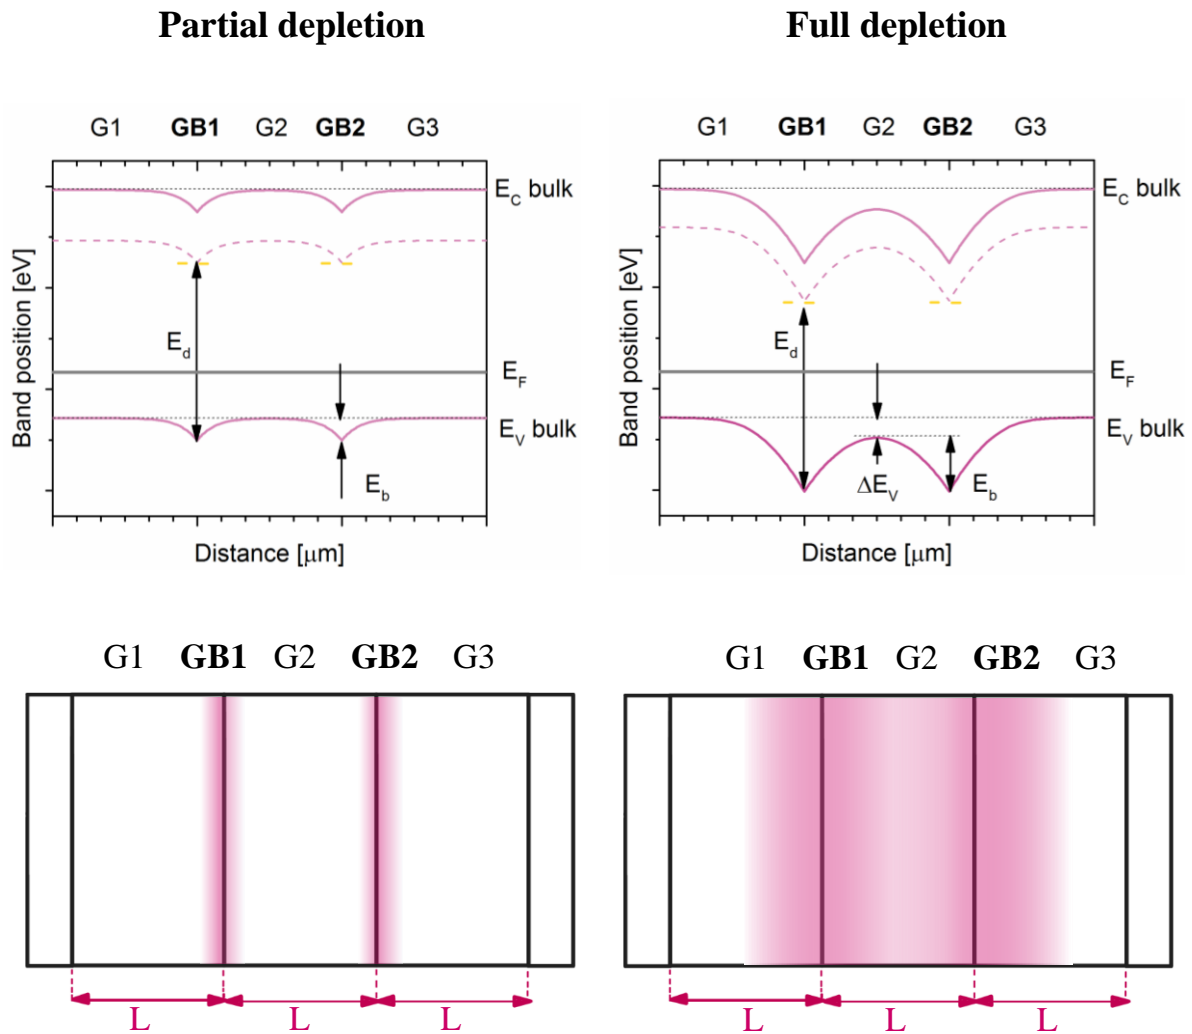 Partial depletion
Full depletion
G1 GB1 G2 GB2 G3
E_C bulk
E_d
E_F
E_V bulk
E_b
Band position [eV]
Distance [μm]
G1 GB1 G2 GB2 G3
E_C bulk
E_d
E_F
E_V bulk
ΔE_V
E_b
Band position [eV]
Distance [μm]
G1 GB1 G2 GB2 G3
L L L
G1 GB1 G2 GB2 G3
L L L